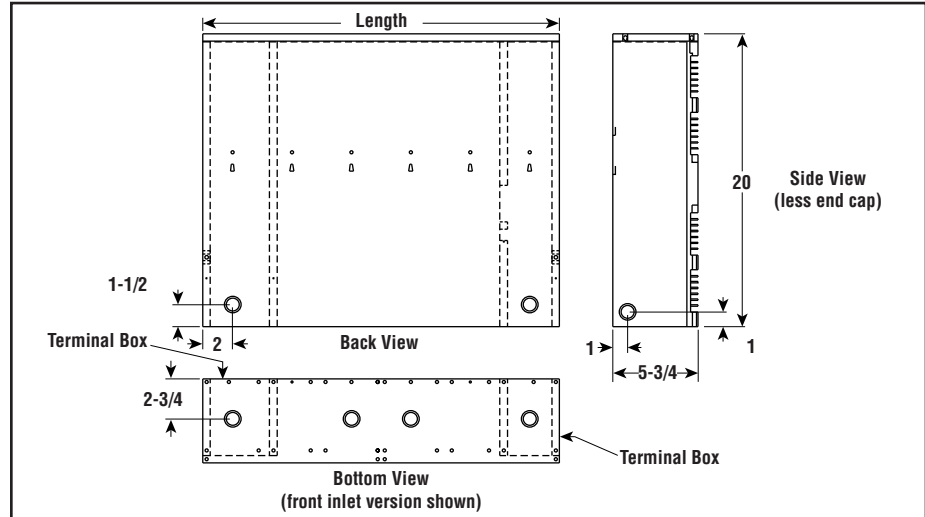 Length
20
Side View
(less end cap)
1-1/2
2
Back View
Terminal Box
1
1
5-3/4
2-3/4
Terminal Box
Bottom View
(front inlet version shown)